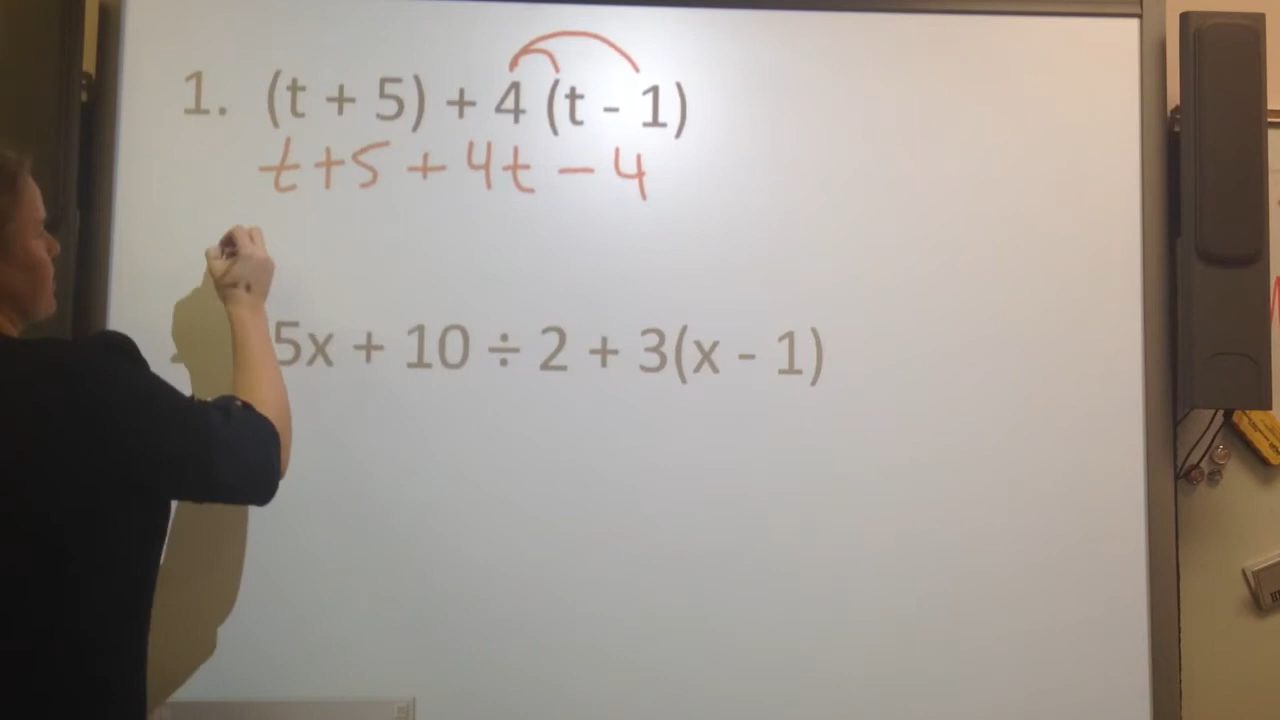 1. (t + 5) + 4 (t - 1)
t + 5 + 4t - 4
5x + 10 ÷ 2 + 3(x - 1)